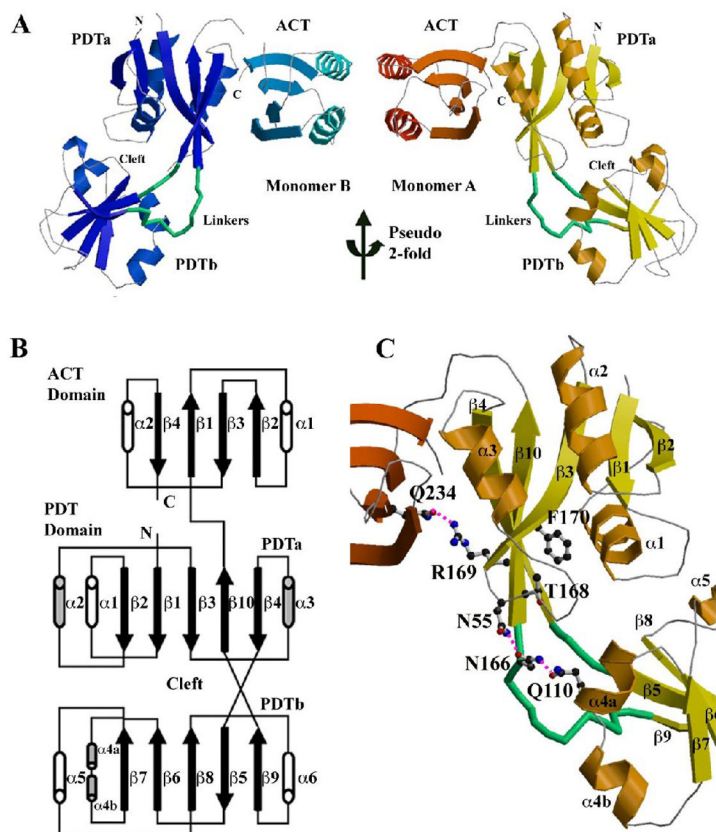 A
N
PDTa
ACT
C
Cleft
Monomer B
Linkers
PDTb
ACT
N
PDTa
C
Cleft
Monomer A
Linkers
PDTb
Pseudo
2-fold
B
ACT
Domain
α2 β4 β1 β3 β2 α1
C
N
PDT
Domain
PDTa
α2 α1 β2 β1 β3 β10 β4 α3
Cleft
PDTb
α5 α4a α4b β7 β6 β8 β5 β9 α6
C
α2
β4
α3 β10
β3 β1 β2
Q234
F170
α1
R169
T168
α5
N55
β8
N166
Q110
α4a β5
β9 β7 β6
α4b